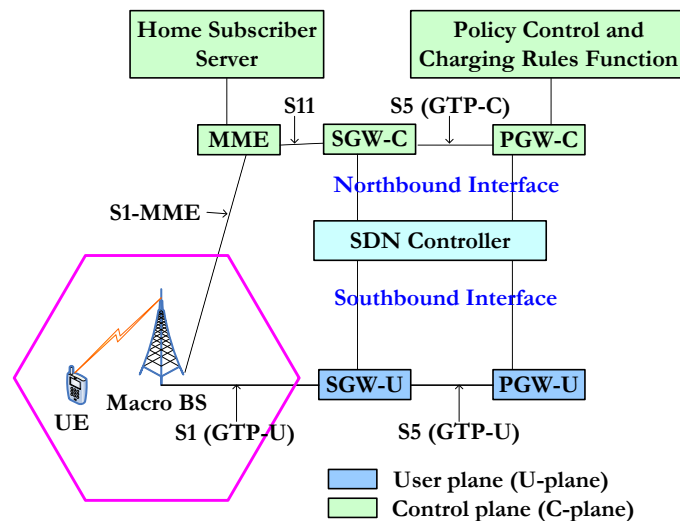 Home Subscriber
Server
Policy Control and
Charging Rules Function
S11
S5 (GTP-C)
MME
SGW-C
PGW-C
Northbound Interface
S1-MME
SDN Controller
Southbound Interface
UE
Macro BS
SGW-U
PGW-U
S1 (GTP-U)
S5 (GTP-U)
User plane (U-plane)
Control plane (C-plane)